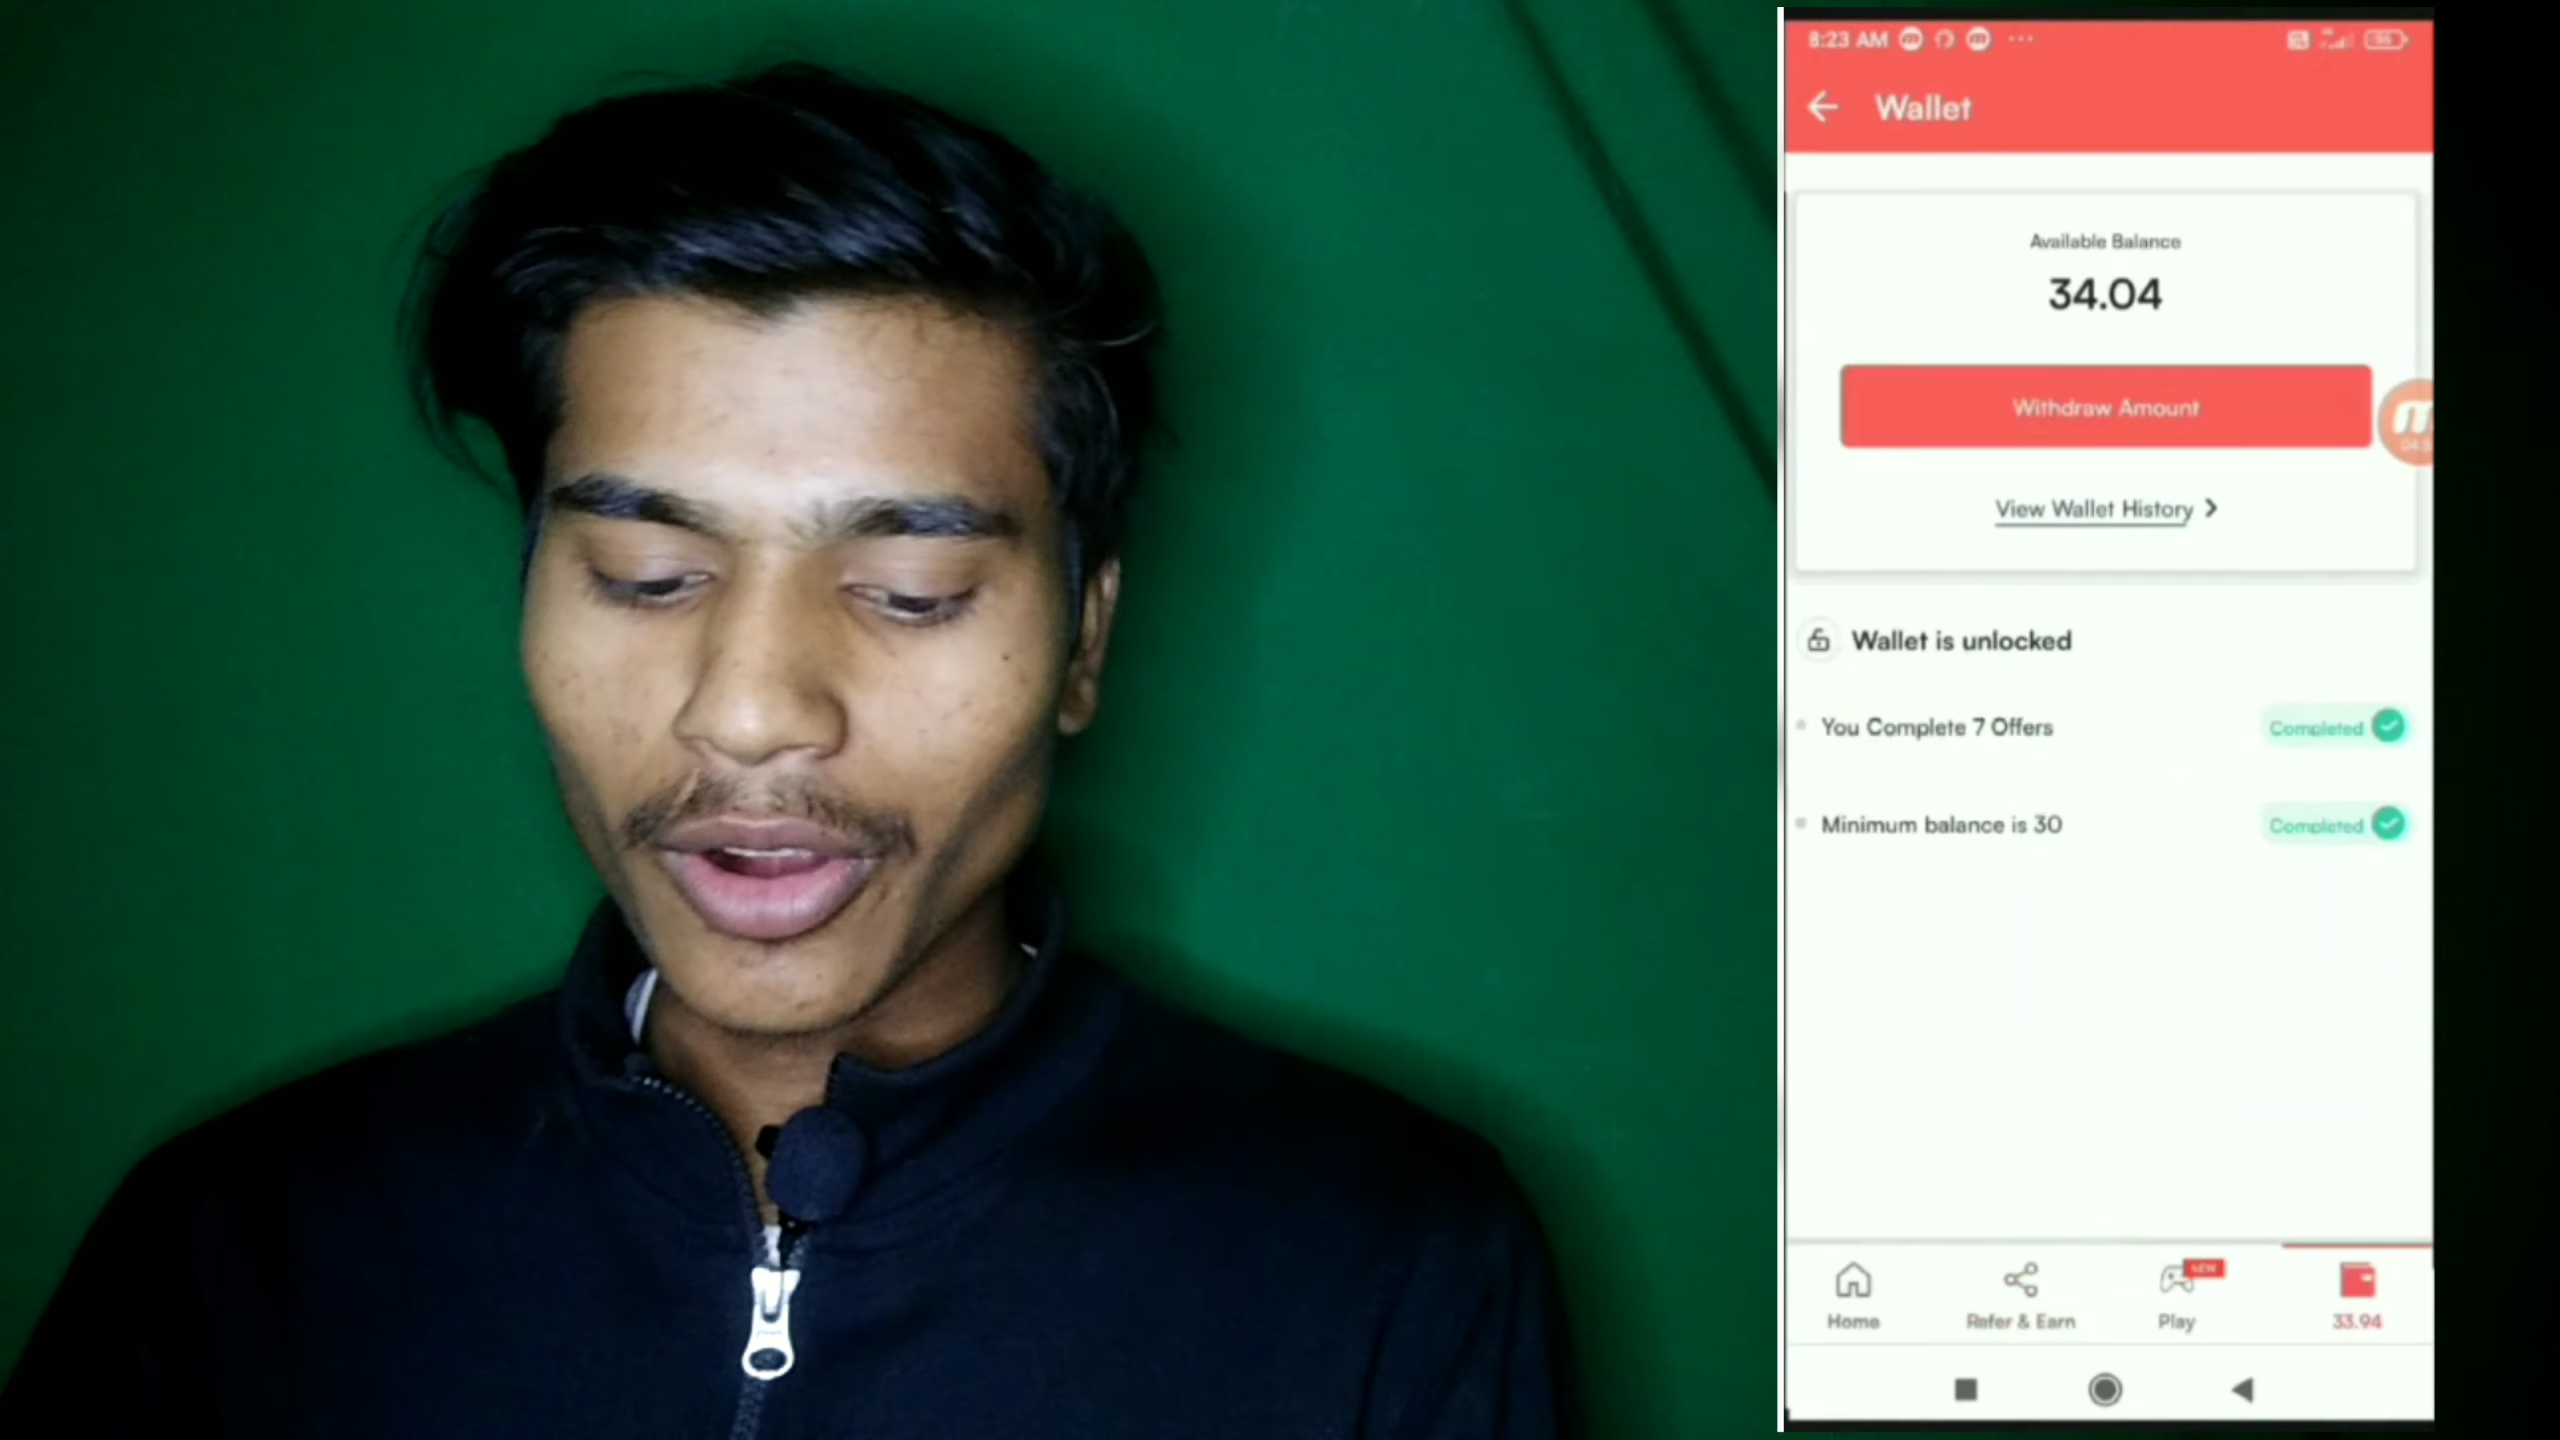 8:23 AM
Wallet
Available Balance
34.04
Withdraw Amount
View Wallet History
Wallet is unlocked
You Complete 7 Offers
Completed
Minimum balance is 30
Completed
NEW
Home
Refer & Earn
Play
33.94